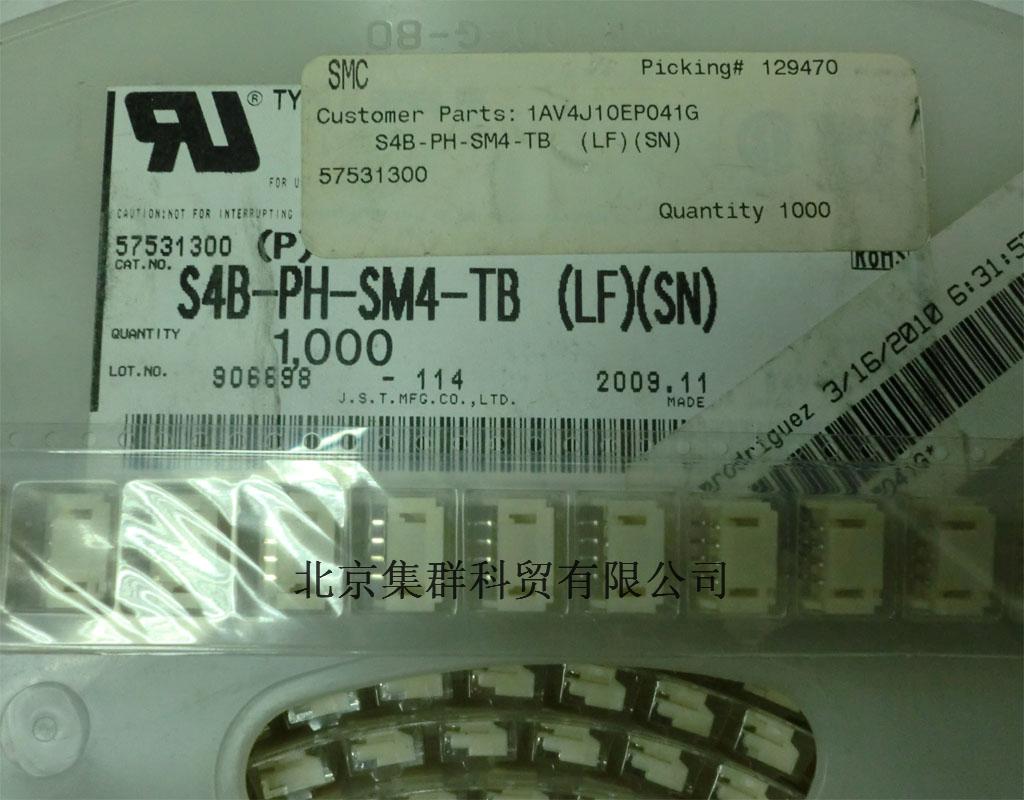 SMC
Picking# 129470
Customer Parts: 1AV4J10EP041G
S4B-PH-SM4-TB (LF)(SN)
57531300
Quantity 1000
® TY
FOR U
CAUTION:NOT FOR INTERRUPTING
57531300 (P)
CAT.NO.
S4B-PH-SM4-TB (LF)(SN)
QUANTITY
1,000
LOT.NO.
906698 - 114
2009.11
J.S.T.MFG.CO.,LTD.
MADE
RoHS
3/16/2010 6:31:5
北京集群科贸有限公司